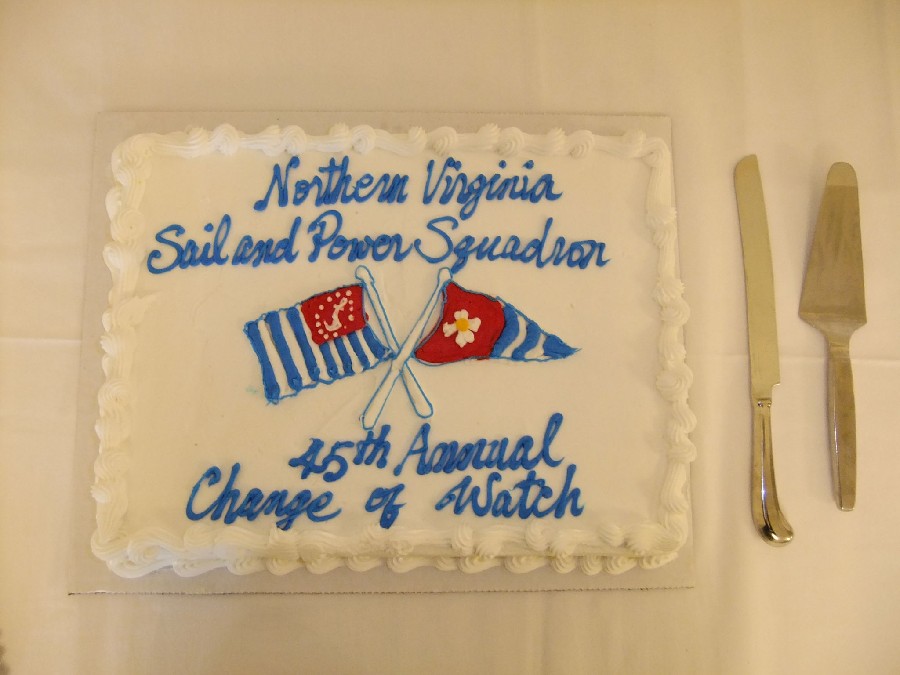 Northern Virginia
Sail and Power Squadron
45th Annual
Change of Watch